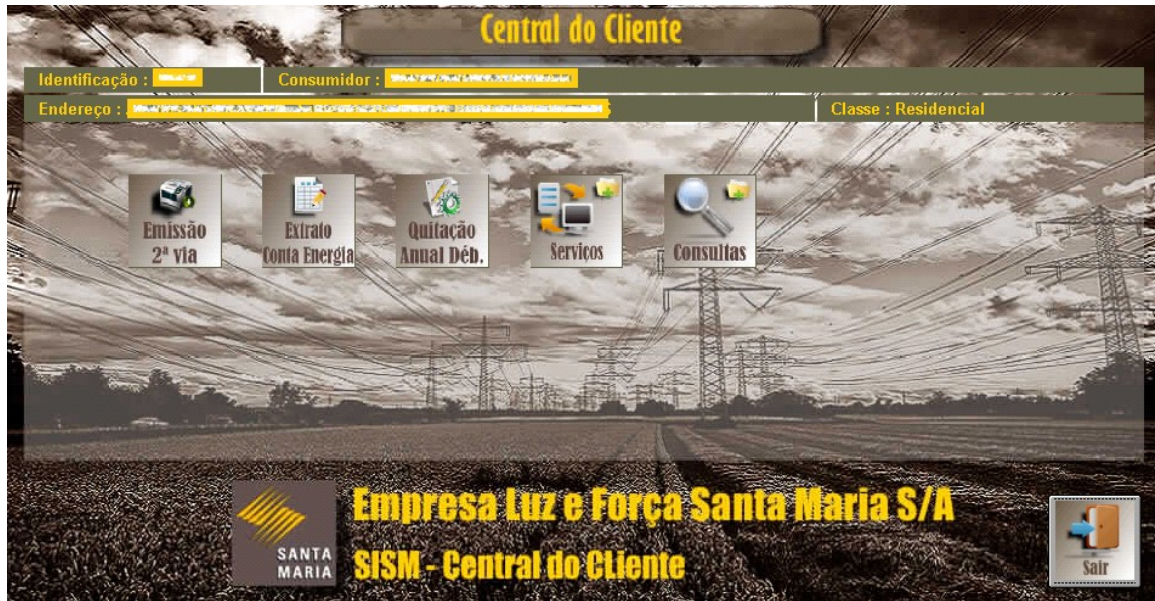 Central do Cliente
Identificação : Consumidor :
Endereço : Classe : Residencial
Emissão
2ª via
Extrato
Conta Energia
Quitação
Anual Déb.
Serviços
Consultas
Empresa Luz e Força Santa Maria S/A
SANTA
MARIA
SISM - Central do CLiente
Sair